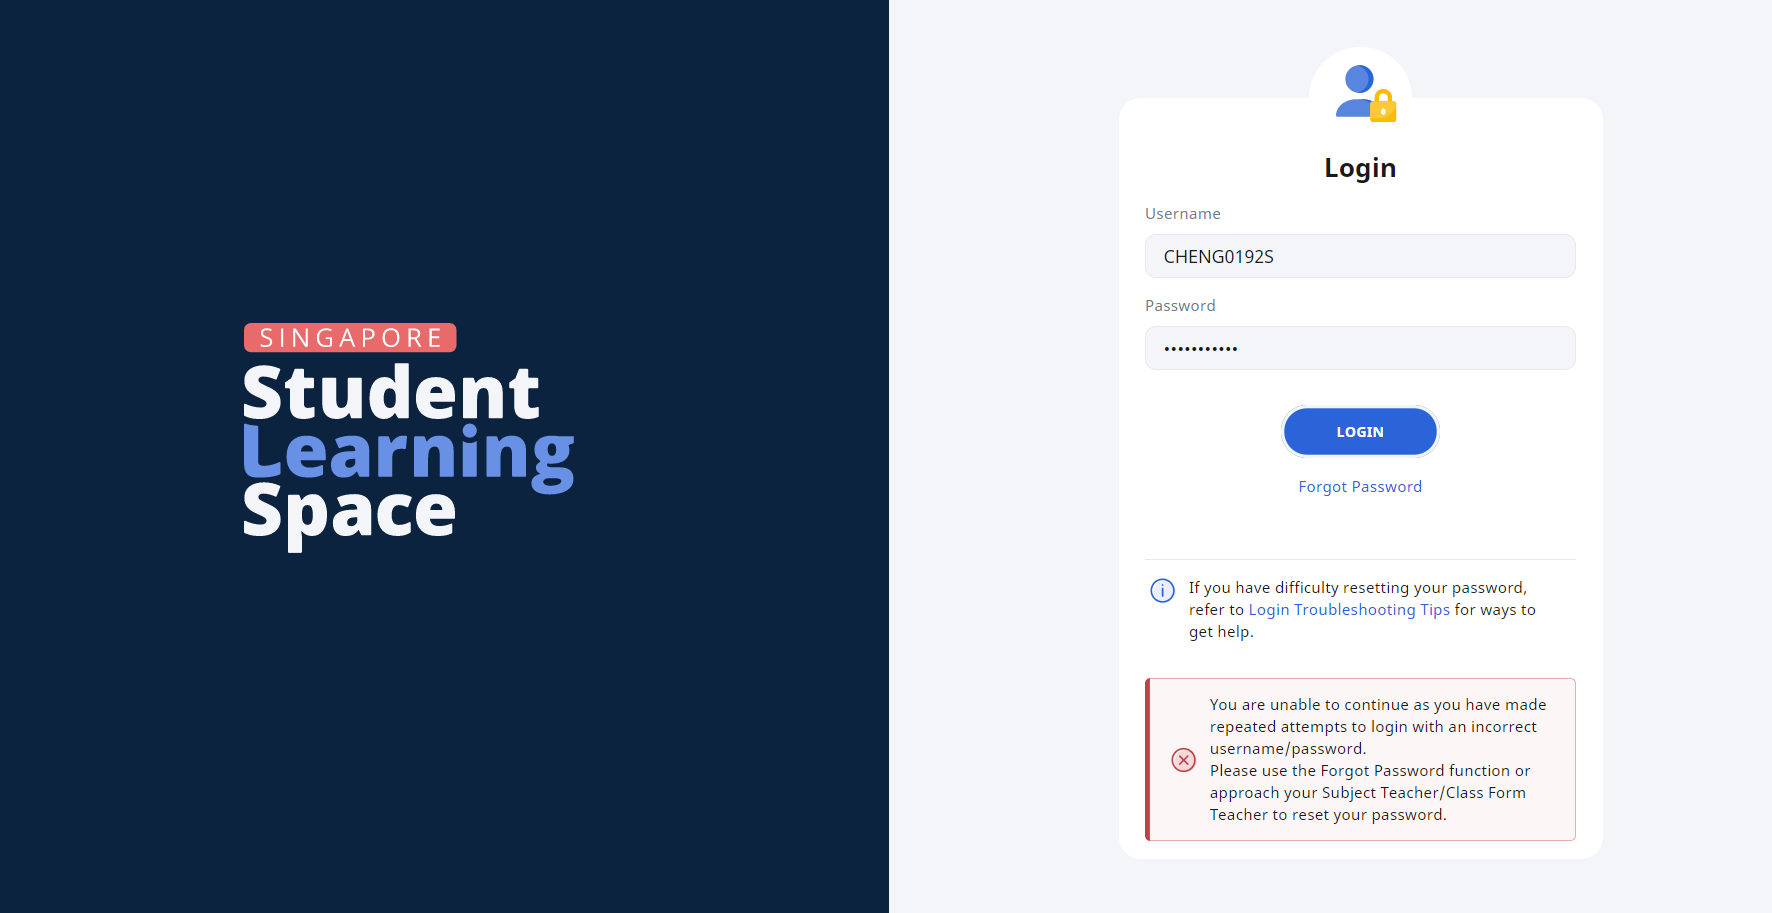 SINGAPORE
Student
Learning
Space
Login
Username
CHENG0192S
Password
•••••••••••
LOGIN
Forgot Password
If you have difficulty resetting your password,
refer to Login Troubleshooting Tips for ways to
get help.
You are unable to continue as you have made
repeated attempts to login with an incorrect
username/password.
Please use the Forgot Password function or
approach your Subject Teacher/Class Form
Teacher to reset your password.